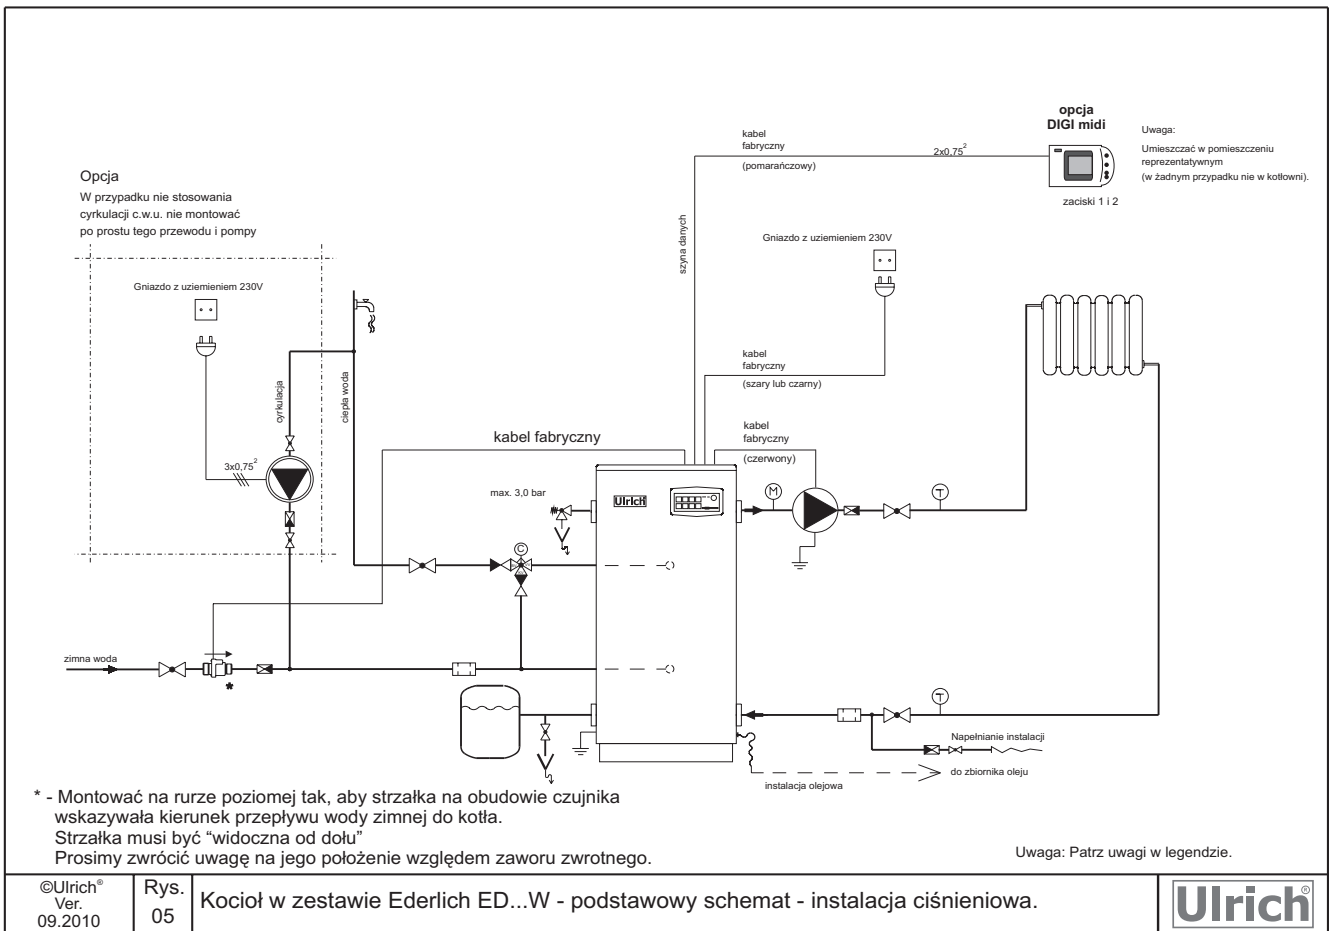 opcja
DIGI midi
Uwaga:
Umieszczać w pomieszczeniu
reprezentatywnym
(w żadnym przypadku nie w kotłowni).
zaciski 1 i 2
kabel
fabryczny
(pomarańczowy)
2x0,75²
szyna danych
Opcja
W przypadku nie stosowania
cyrkulacji c.w.u. nie montować
po prostu tego przewodu i pompy
Gniazdo z uziemieniem 230V
Gniazdo z uziemieniem 230V
kabel
fabryczny
(szary lub czarny)
cyrkulacja
ciepła woda
3x0,75²
kabel fabryczny
kabel
fabryczny
(czerwony)
max. 3,0 bar
Ulrich
M
T
C
zimna woda
*
T
Napełnianie instalacji
do zbiornika oleju
instalacja olejowa
* - Montować na rurze poziomej tak, aby strzałka na obudowie czujnika
wskazywała kierunek przepływu wody zimnej do kotła.
Strzałka musi być “widoczna od dołu”
Prosimy zwrócić uwagę na jego położenie względem zaworu zwrotnego.
Uwaga: Patrz uwagi w legendzie.
©Ulrich®
Ver.
09.2010
Rys.
05
Kocioł w zestawie Ederlich ED...W - podstawowy schemat - instalacja ciśnieniowa.
Ulrich®